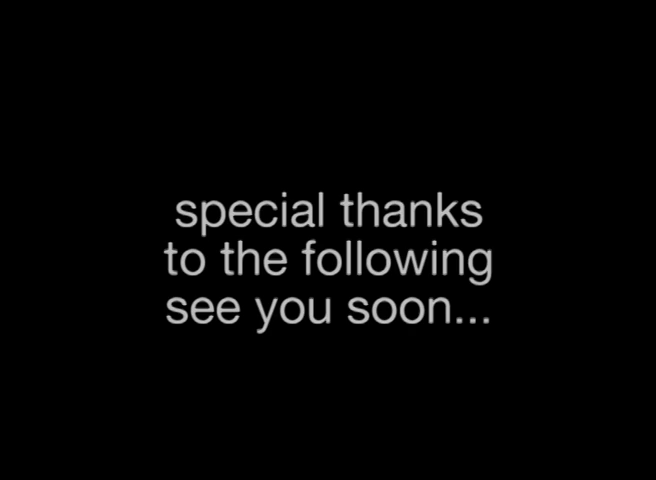 special thanks
to the following
see you soon...